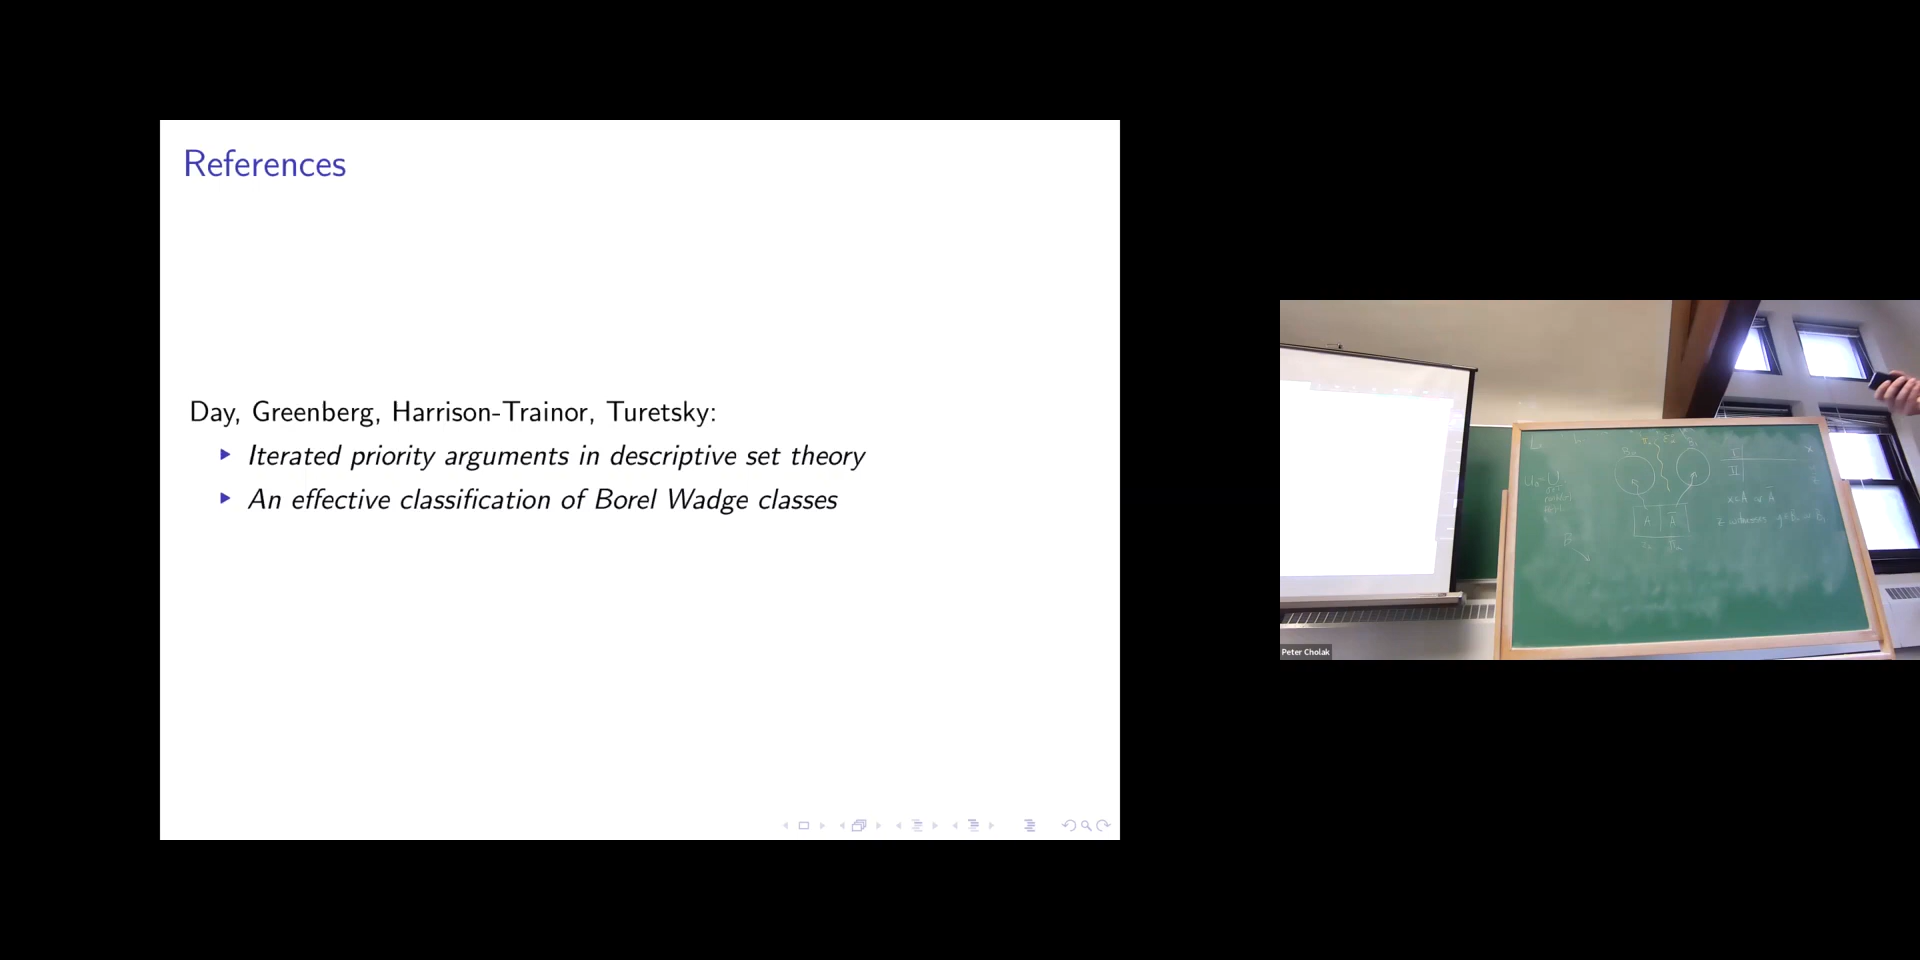 References
Day, Greenberg, Harrison-Trainor, Turetsky:
Iterated priority arguments in descriptive set theory
An effective classification of Borel Wadge classes
Peter Cholak
A
Ā
x ∈ A or Ā
B